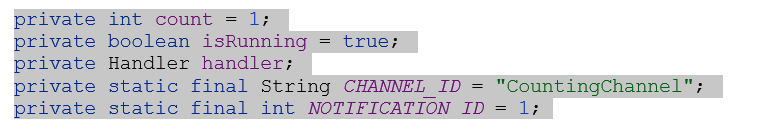 private int count = 1;
private boolean isRunning = true;
private Handler handler;
private static final String CHANNEL_ID = "CountingChannel";
private static final int NOTIFICATION_ID = 1;